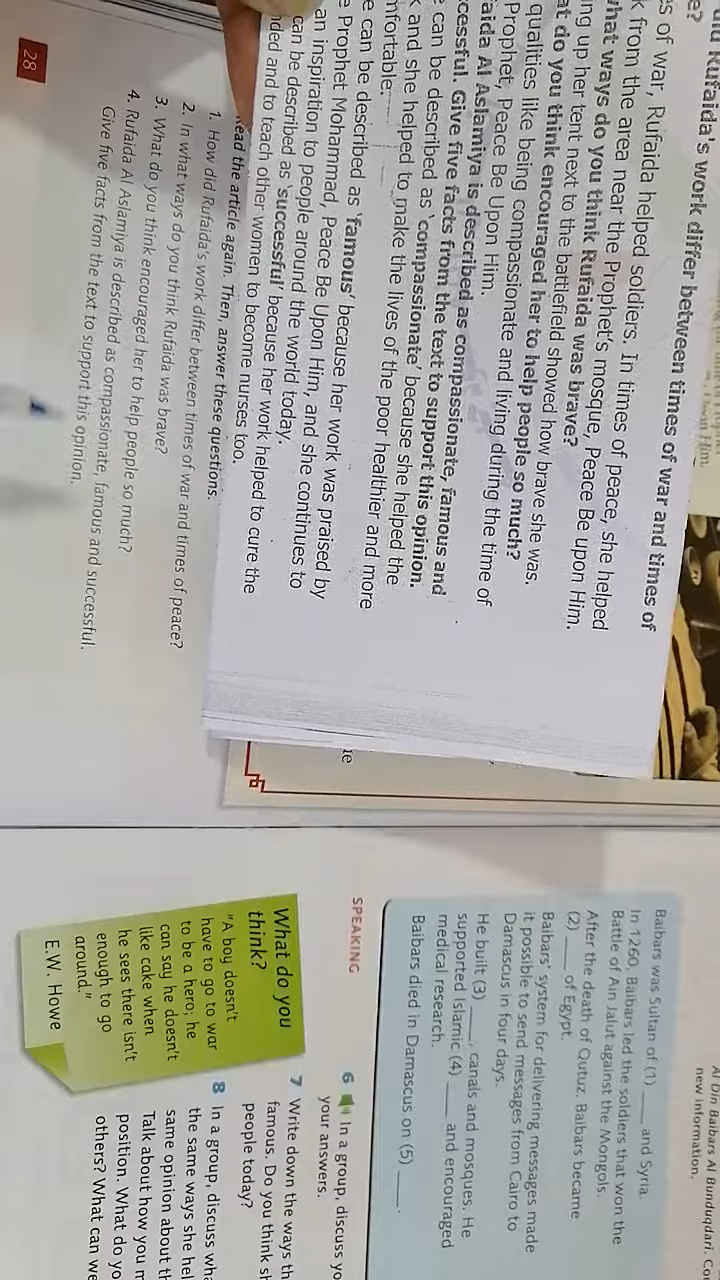 Rufaida's work differ between times of war and times of
e?
es of war, Rufaida helped soldiers. In times of peace, she helped
k from the area near the Prophet's mosque, Peace Be upon Him.
what ways do you think Rufaida was brave?
ing up her tent next to the battlefield showed how brave she was.
at do you think encouraged her to help people so much?
qualities like being compassionate and living during the time of
Prophet, Peace Be Upon Him.
aida Al Aslamiya is described as compassionate, famous and
cessful. Give five facts from the text to support this opinion.
e can be described as 'compassionate' because she helped the
k and she helped to make the lives of the poor healthier and more
mfortable.
e can be described as 'famous' because her work was praised by
e Prophet Mohammad, Peace Be Upon Him, and she continues to
an inspiration to people around the world today.
can be described as 'successful' because her work helped to cure the
nded and to teach other women to become nurses too.
ead the article again. Then, answer these questions.
1. How did Rufaida's work differ between times of war and times of peace?
2. In what ways do you think Rufaida was brave?
3. What do you think encouraged her to help people so much?
4. Rufaida Al Aslamiya is described as compassionate, famous and successful.
Give five facts from the text to support this opinion.
28
Al Din Baibars Al Bunduqdari. Co
new information.
Baibars was Sultan of (1) ____ and Syria.
In 1260, Baibars led the soldiers that won the
Battle of Ain Jalut against the Mongols.
After the death of Qutuz, Baibars became
(2) ____ of Egypt.
Baibars' system for delivering messages made
it possible to send messages from Cairo to
Damascus in four days.
He built (3) ____, canals and mosques. He
supported Islamic (4) ____ and encouraged
medical research.
Baibars died in Damascus on (5) ____.
SPEAKING
6 In a group, discuss yo
your answers.
7 Write down the ways th
famous. Do you think sh
people today?
8 In a group, discuss wha
the same ways she hel
same opinion about th
Talk about how you m
position. What do yo
others? What can we
What do you
think?
"A boy doesn't
have to go to war
to be a hero; he
can say he doesn't
like cake when
he sees there isn't
enough to go
around."
E.W. Howe